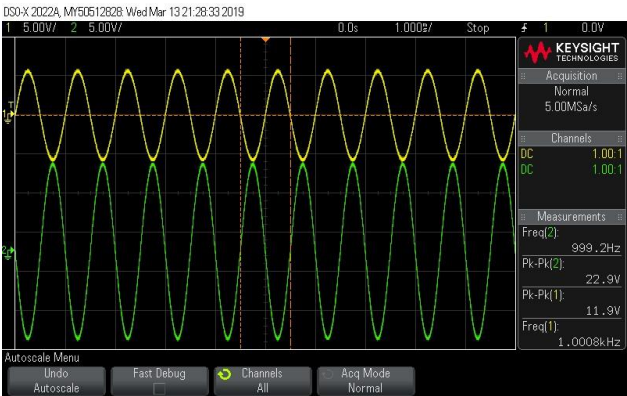 DSO-X 2022A, MY50512828: Wed Mar 13 21:28:33 2019
1 5.00V/ 2 5.00V/ 0.0s 1.000ms/ Stop 1 0.0V
KEYSIGHT
TECHNOLOGIES
Acquisition
Normal
5.00MSa/s
Channels
DC 1.00:1
DC 1.00:1
Measurements
Freq(2):
999.2Hz
Pk-Pk(2):
22.9V
Pk-Pk(1):
11.9V
Freq(1):
1.0008kHz
T
1
2
Autoscale Menu
Undo
Autoscale
Fast Debug
Channels
All
Acq Mode
Normal